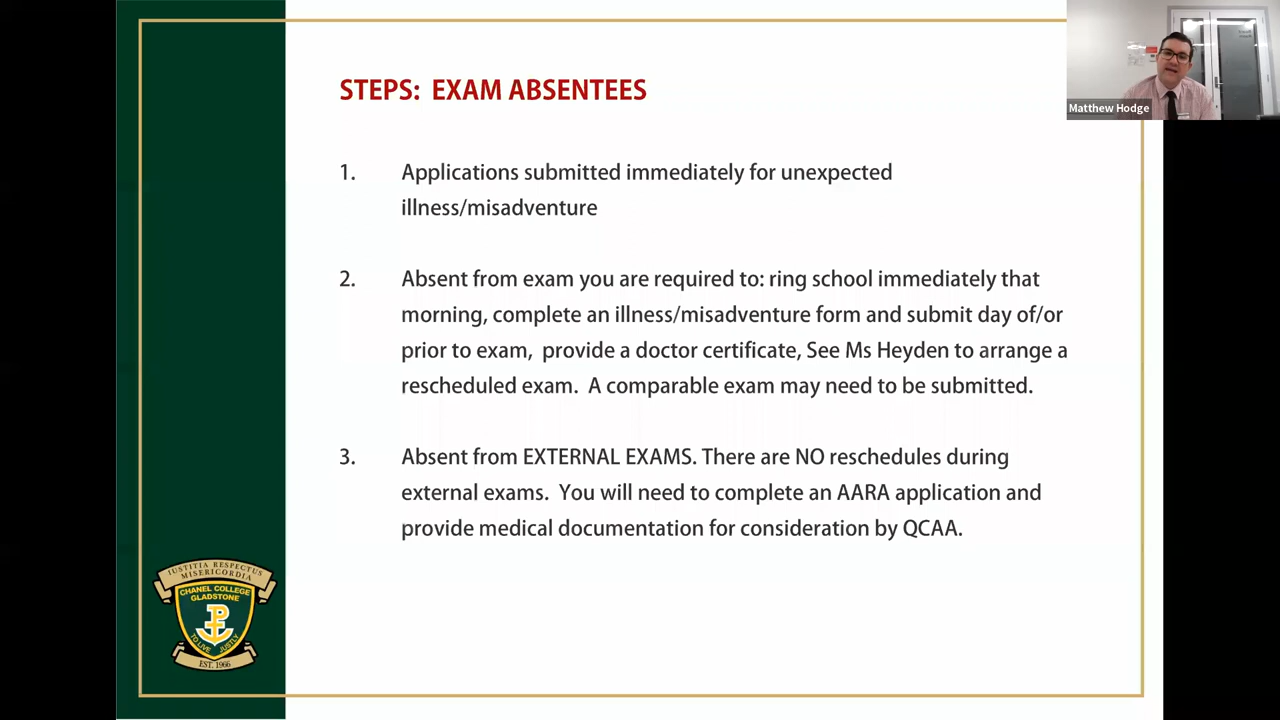 STEPS: EXAM ABSENTEES
Matthew Hodge
1. Applications submitted immediately for unexpected
illness/misadventure
2. Absent from exam you are required to: ring school immediately that
morning, complete an illness/misadventure form and submit day of/or
prior to exam, provide a doctor certificate, See Ms Heyden to arrange a
rescheduled exam. A comparable exam may need to be submitted.
3. Absent from EXTERNAL EXAMS. There are NO reschedules during
external exams. You will need to complete an AARA application and
provide medical documentation for consideration by QCAA.
IUSTITIA RESPECTUS
MISERICORDIA
CHANEL COLLEGE
GLADSTONE
TO LIVE JUSTLY
EST. 1966